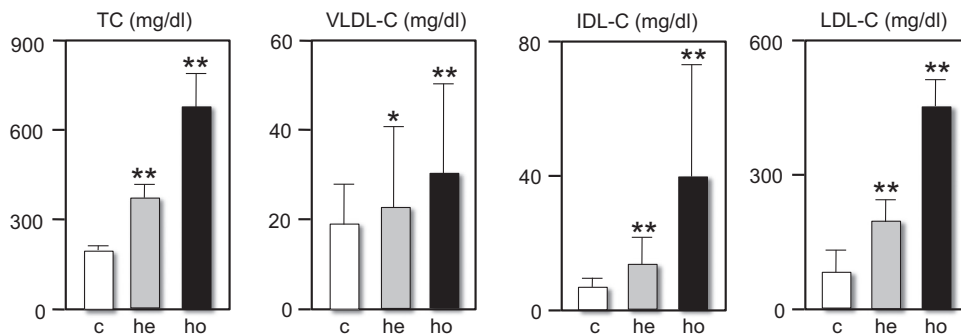 TC (mg/dl) VLDL-C (mg/dl) IDL-C (mg/dl) LDL-C (mg/dl)
900 60 80 600
** ** ** **
600 40
* **
** 40 300
300 20 ** **
0 0 0 0
c he ho c he ho c he ho c he ho